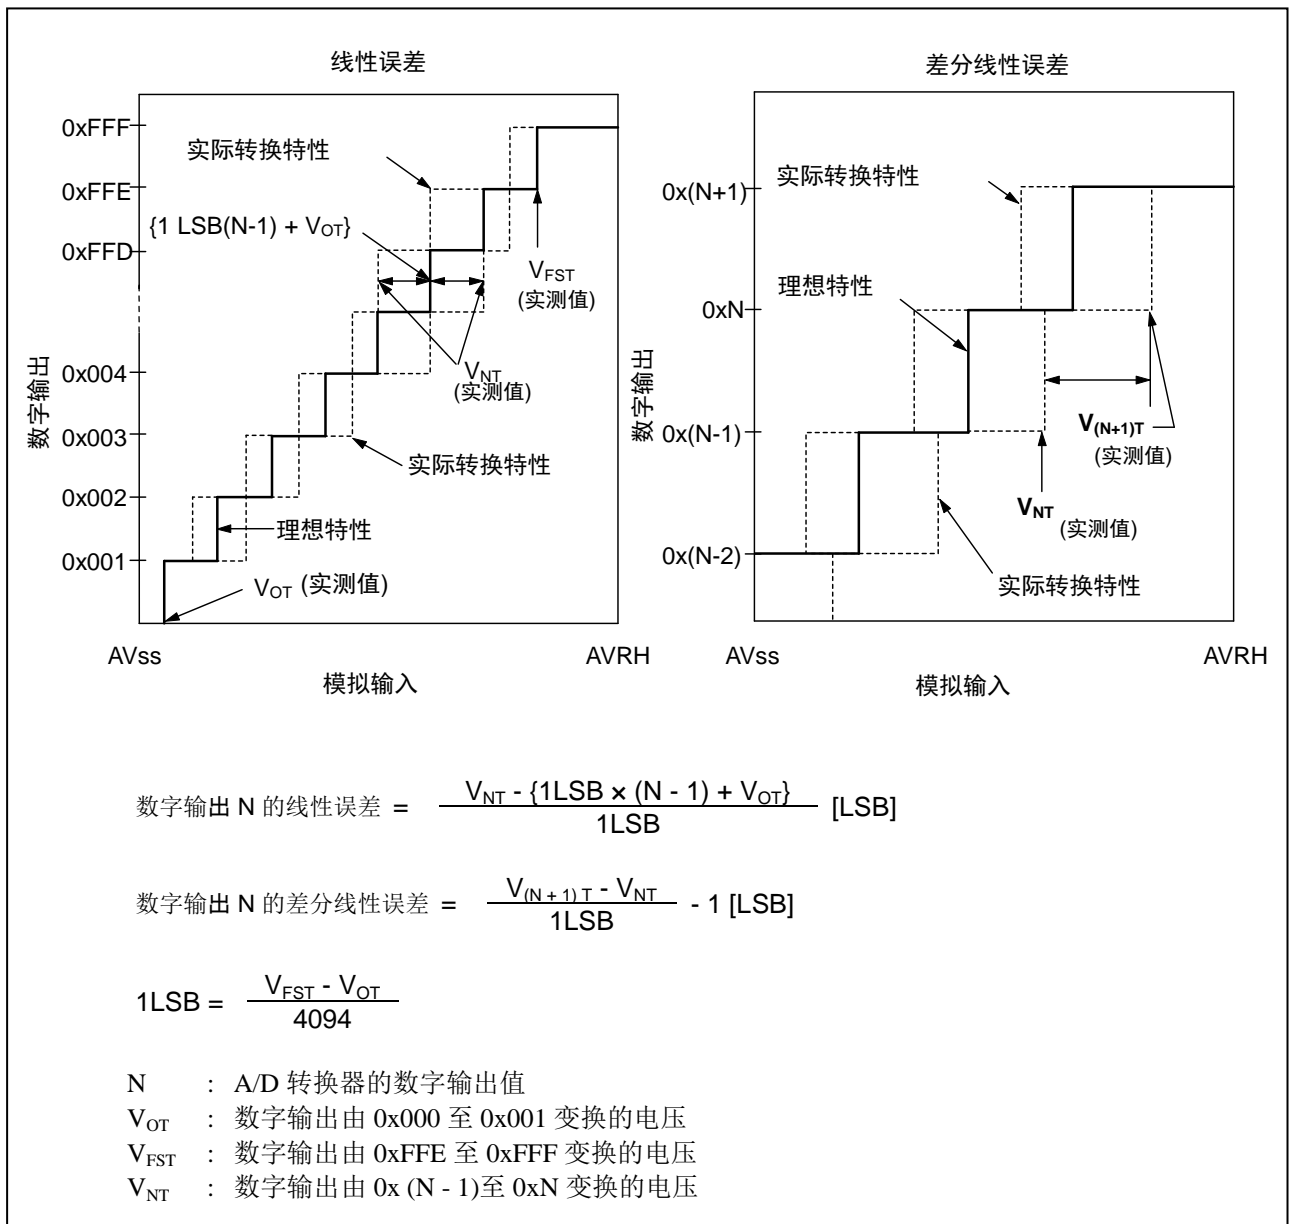 线性误差
0xFFF
0xFFE
0xFFD
0x004
0x003
0x002
0x001
数字输出
实际转换特性
{1 LSB(N-1) + VOT}
VFST
(实测值)
VNT
(实测值)
实际转换特性
理想特性
VOT (实测值)
AVss
AVRH
模拟输入
差分线性误差
0x(N+1)
0xN
0x(N-1)
0x(N-2)
数字输出
实际转换特性
理想特性
V(N+1)T
(实测值)
VNT
(实测值)
实际转换特性
AVss
AVRH
模拟输入
数字输出 N 的线性误差 = VNT - {1LSB × (N - 1) + VOT}
1LSB
[LSB]
数字输出 N 的差分线性误差 = V(N + 1) T - VNT
1LSB
- 1 [LSB]
1LSB = VFST - VOT
4094
N : A/D 转换器的数字输出值
VOT : 数字输出由 0x000 至 0x001 变换的电压
VFST : 数字输出由 0xFFE 至 0xFFF 变换的电压
VNT : 数字输出由 0x (N - 1)至 0xN 变换的电压